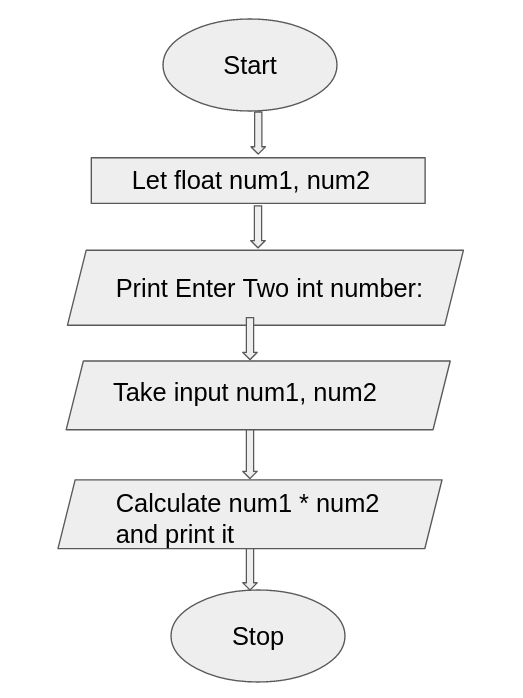 Start
Let float num1, num2
Print Enter Two int number:
Take input num1, num2
Calculate num1 * num2
and print it
Stop